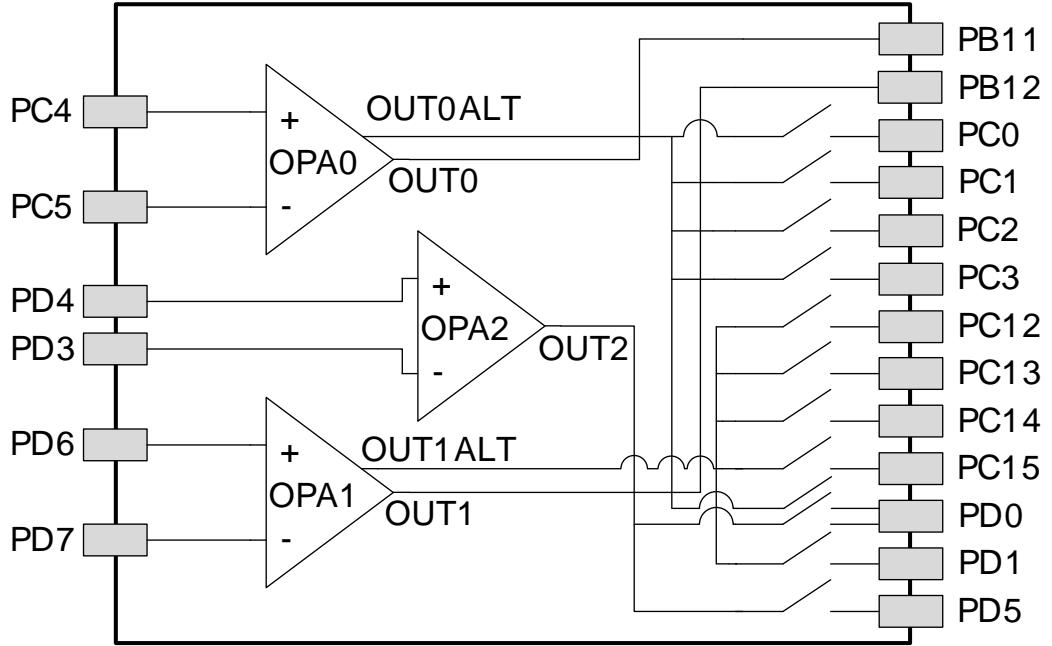 PB11
PB12
PC4
+
OUT0ALT
PC0
OPA0
OUT0
PC1
PC5
-
PC2
PC3
PD4
+
OPA2
PC12
PD3
OUT2
-
PC13
PC14
PD6
+
OUT1ALT
PC15
OPA1
OUT1
PD0
PD7
-
PD1
PD5